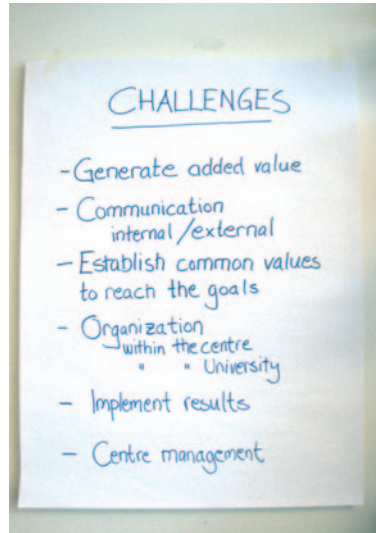 CHALLENGES
- Generate added value
- Communication
internal/external
- Establish common values
to reach the goals
- Organization
within the centre
" " University
- Implement results
- Centre management